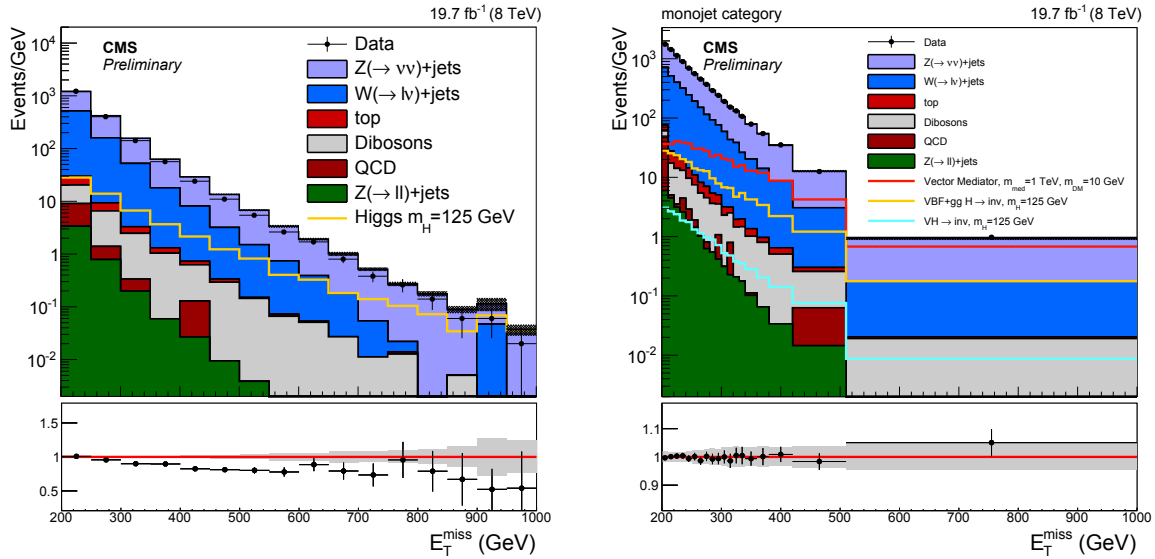 19.7 fb⁻¹ (8 TeV)
Events/GeV
10⁴
10³
10²
10
1
10⁻¹
10⁻²
CMS
Preliminary
Data
Z(→ νν)+jets
W(→ lν)+jets
top
Dibosons
QCD
Z(→ ll)+jets
Higgs m_H=125 GeV
1.5
1
0.5
200 300 400 500 600 700 800 900 1000
E_T^miss (GeV)
monojet category 19.7 fb⁻¹ (8 TeV)
Events/GeV
10³
10²
10
1
10⁻¹
10⁻²
CMS
Preliminary
Data
Z(→ νν)+jets
W(→ lν)+jets
top
Dibosons
QCD
Z(→ ll)+jets
Vector Mediator, m_med=1 TeV, m_DM=10 GeV
VBF+gg H → inv, m_H=125 GeV
VH → inv, m_H=125 GeV
1.1
1
0.9
200 300 400 500 600 700 800 900 1000
E_T^miss (GeV)